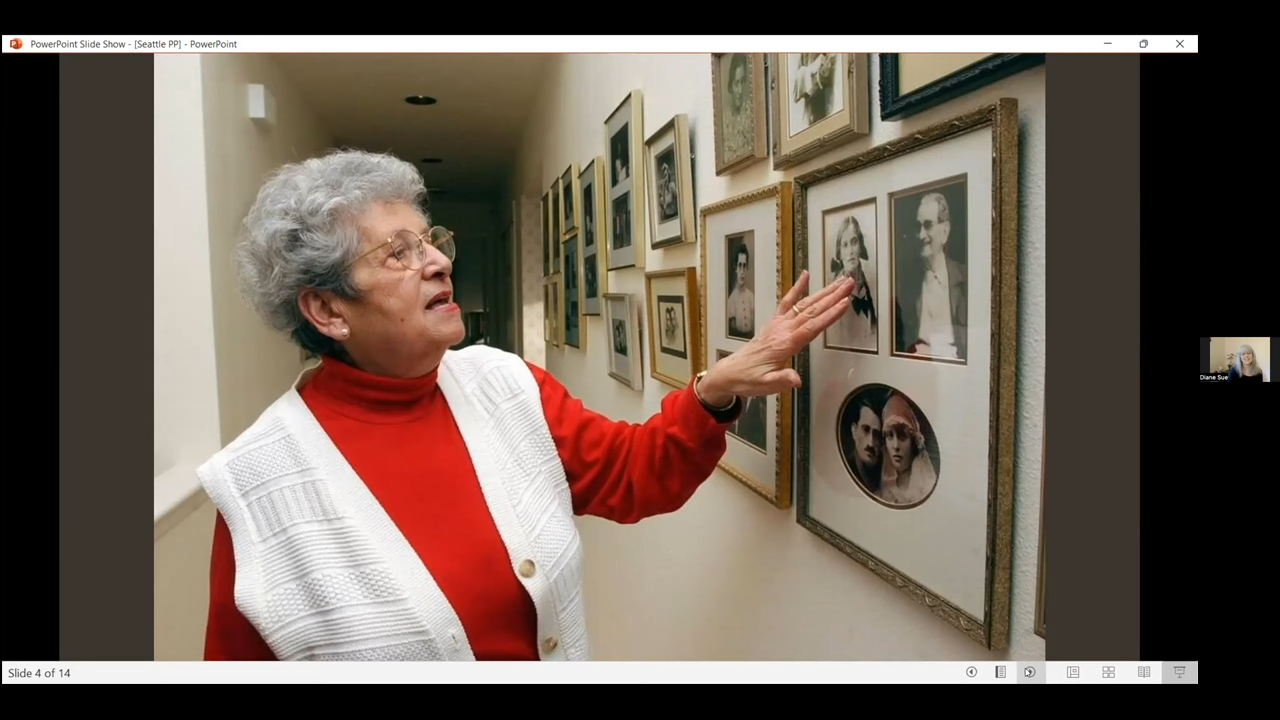 PowerPoint Slide Show - [Seattle PP] - PowerPoint
Diane Sue
Slide 4 of 14